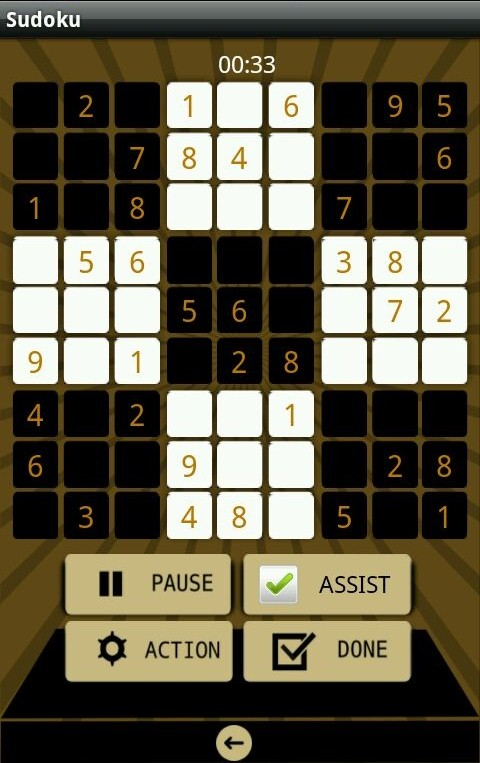 Sudoku
00:33
2 1 6 9 5
7 8 4 6
1 8 7
5 6 3 8
5 6 7 2
9 1 2 8
4 2 1
6 9 2 8
3 4 8 5 1
PAUSE ASSIST
ACTION DONE